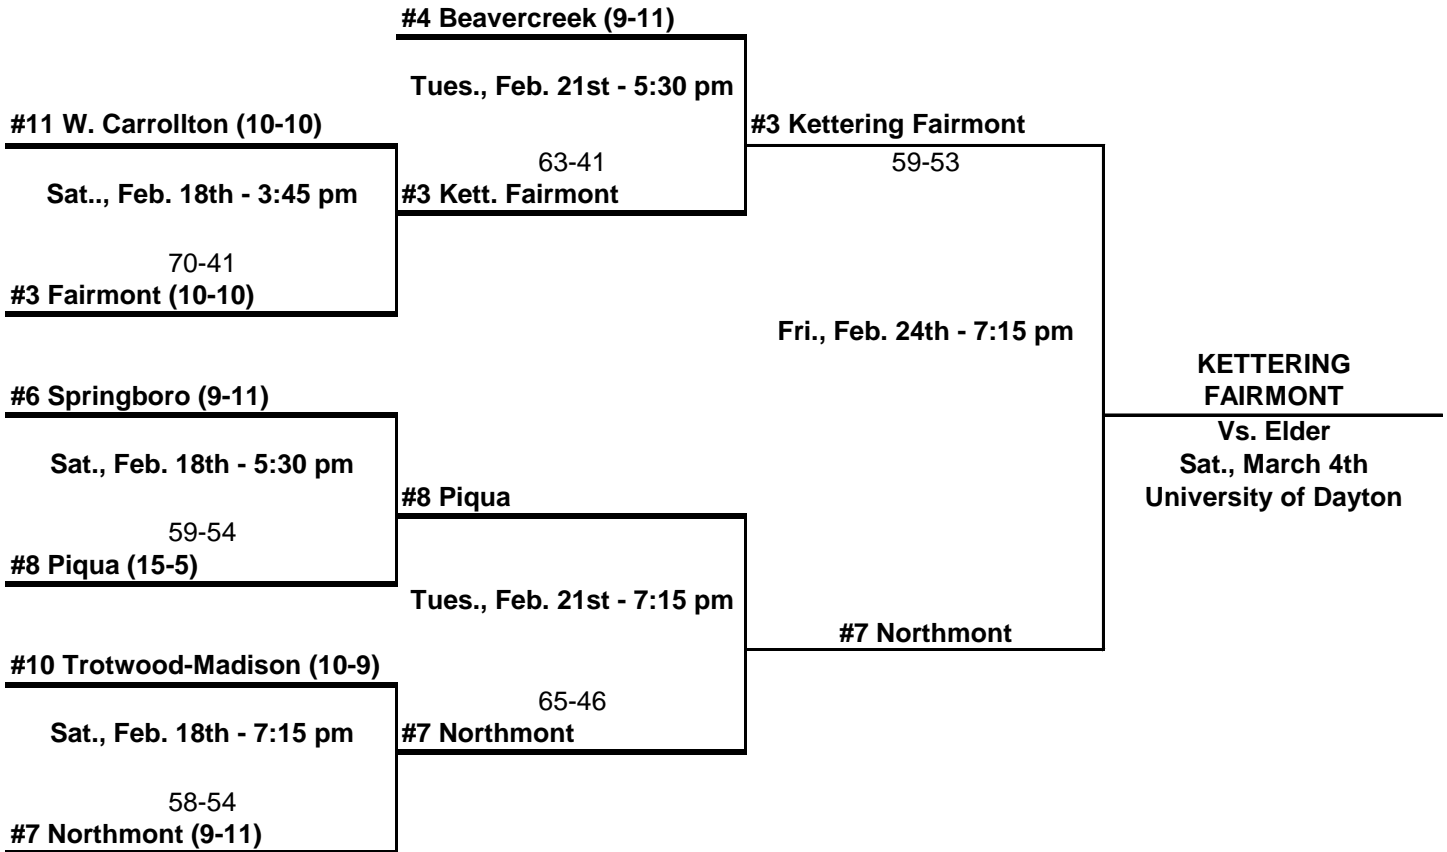 #4 Beavercreek (9-11)
Tues., Feb. 21st - 5:30 pm
#11 W. Carrollton (10-10)
#3 Kettering Fairmont
63-41
59-53
Sat.., Feb. 18th - 3:45 pm
#3 Kett. Fairmont
70-41
#3 Fairmont (10-10)
Fri., Feb. 24th - 7:15 pm
KETTERING
FAIRMONT
#6 Springboro (9-11)
Vs. Elder
Sat., March 4th
University of Dayton
Sat., Feb. 18th - 5:30 pm
#8 Piqua
59-54
#8 Piqua (15-5)
Tues., Feb. 21st - 7:15 pm
#7 Northmont
#10 Trotwood-Madison (10-9)
65-46
Sat., Feb. 18th - 7:15 pm
#7 Northmont
58-54
#7 Northmont (9-11)